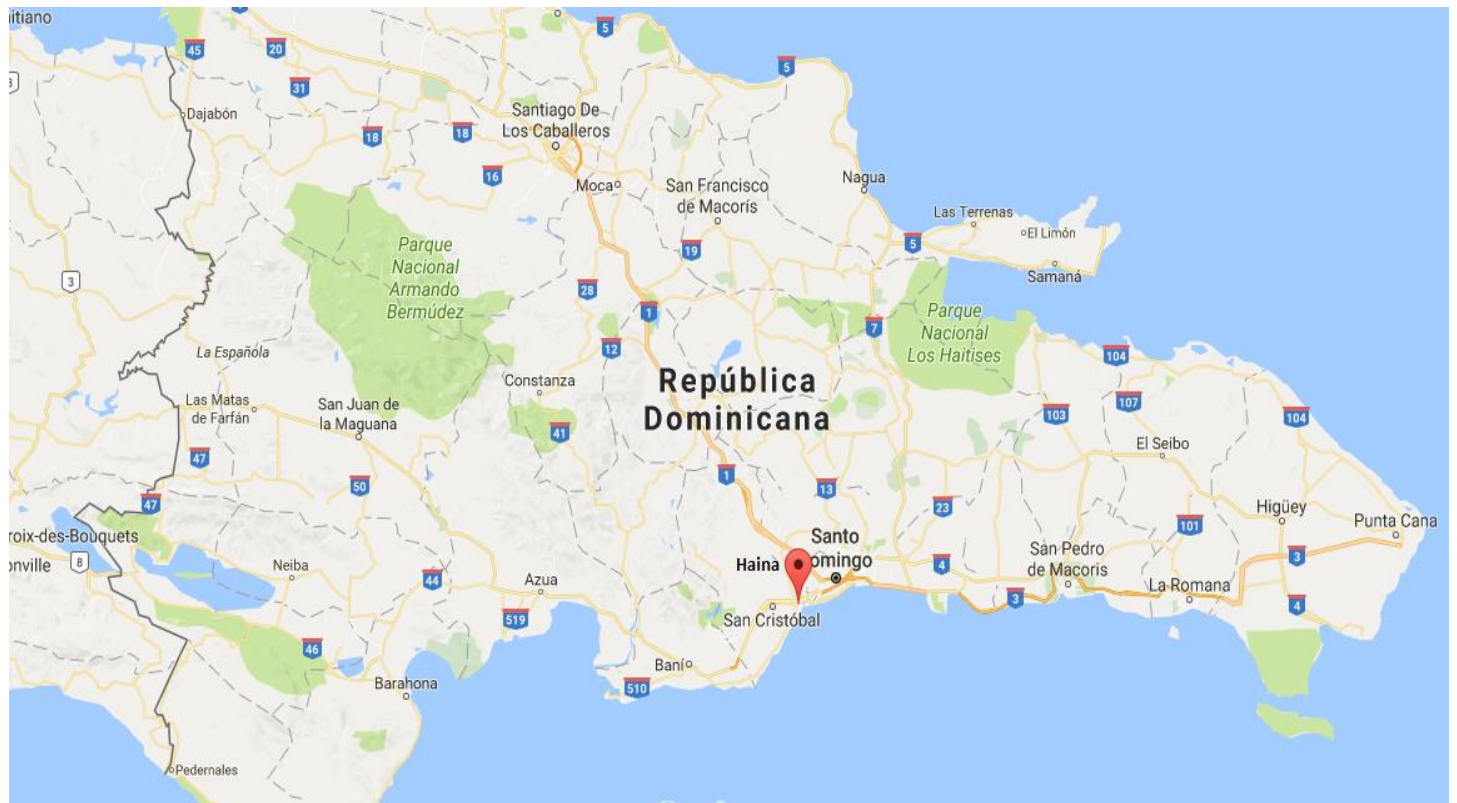 itiano
5
45
20
5
31
Dajabón
Santiago De
Los Caballeros
18
18
16
Moca
San Francisco
de Macorís
Nagua
Las Terrenas
El Limón
5
19
Samaná
Parque
Nacional
Armando
Bermúdez
3
28
1
Parque
Nacional
Los Haitises
7
12
La Española
104
Constanza
República
Dominicana
Las Matas
de Farfán
San Juan de
la Maguana
107
103
104
41
El Seibo
47
1
50
13
47
23
Higüey
101
Punta Cana
roix-des-Bouquets
onville
8
Santo
omingo
Haina
San Pedro
de Macoris
3
Neiba
44
Azua
4
La Romana
3
4
519
San Cristóbal
46
Baní
Barahona
510
Pedernales